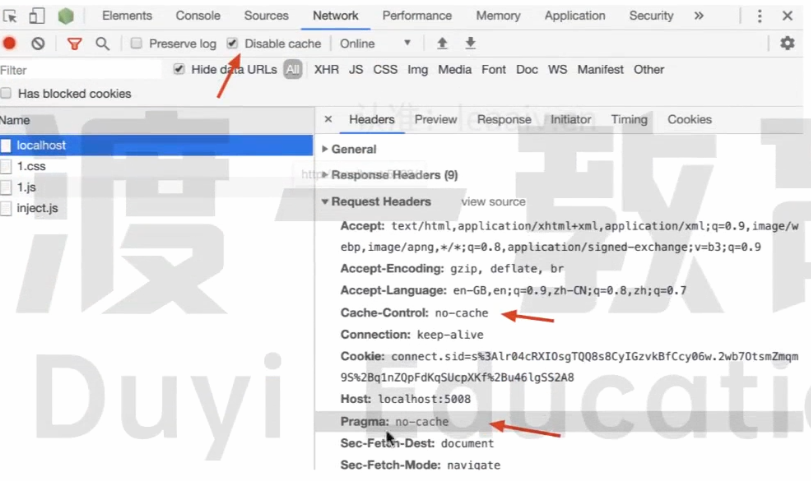 Elements Console Sources Network Performance Memory Application Security »
Preserve log Disable cache Online
Filter Hide data URLs All XHR JS CSS Img Media Font Doc WS Manifest Other
Has blocked cookies
Name × Headers Preview Response Initiator Timing Cookies
localhost
1.css
1.js
inject.js
General
Response Headers (9)
Request Headers view source
Accept: text/html,application/xhtml+xml,application/xml;q=0.9,image/w
ebp,image/apng,*/*;q=0.8,application/signed-exchange;v=b3;q=0.9
Accept-Encoding: gzip, deflate, br
Accept-Language: en-GB,en;q=0.9,zh-CN;q=0.8,zh;q=0.7
Cache-Control: no-cache
Connection: keep-alive
Cookie: connect.sid=s%3Alr04cRXIOsgTQQ8s8CyIGzvkBfCcy06w.2wb7OtsmZmqm
9S%2Bq1nZQpFdKqSUcpXKf%2Bu46lgSS2A8
Host: localhost:5008
Pragma: no-cache
Sec-Fetch-Dest: document
Sec-Fetch-Mode: navigate
渡一教
Duyi Educati